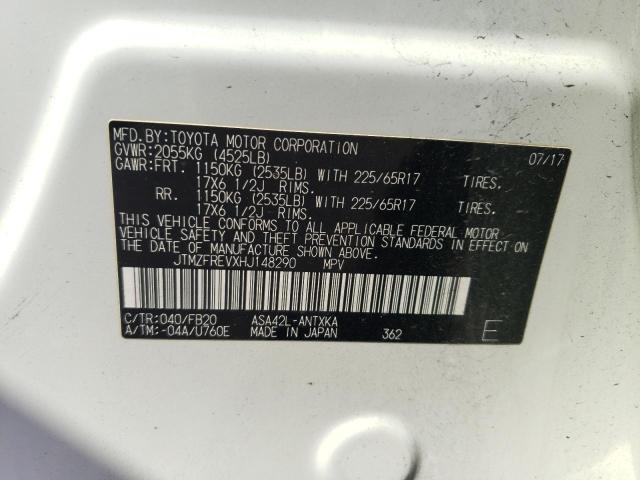 MFD.BY:TOYOTA MOTOR CORPORATION 07/17
GVWR:2055KG (4525LB)
GAWR:FRT. 1150KG (2535LB) WITH 225/65R17 TIRES.
17X6 1/2J RIMS.
RR. 1150KG (2535LB) WITH 225/65R17 TIRES.
17X6 1/2J RIMS.
THIS VEHICLE CONFORMS TO ALL APPLICABLE FEDERAL MOTOR
VEHICLE SAFETY AND THEFT PREVENTION STANDARDS IN EFFECT ON
THE DATE OF MANUFACTURE SHOWN ABOVE.
JTMZFREVXHJ148290 MPV
C/TR:040/FB20 ASA42L-ANTXKA
A/TM:-04A/U760E MADE IN JAPAN 362 E